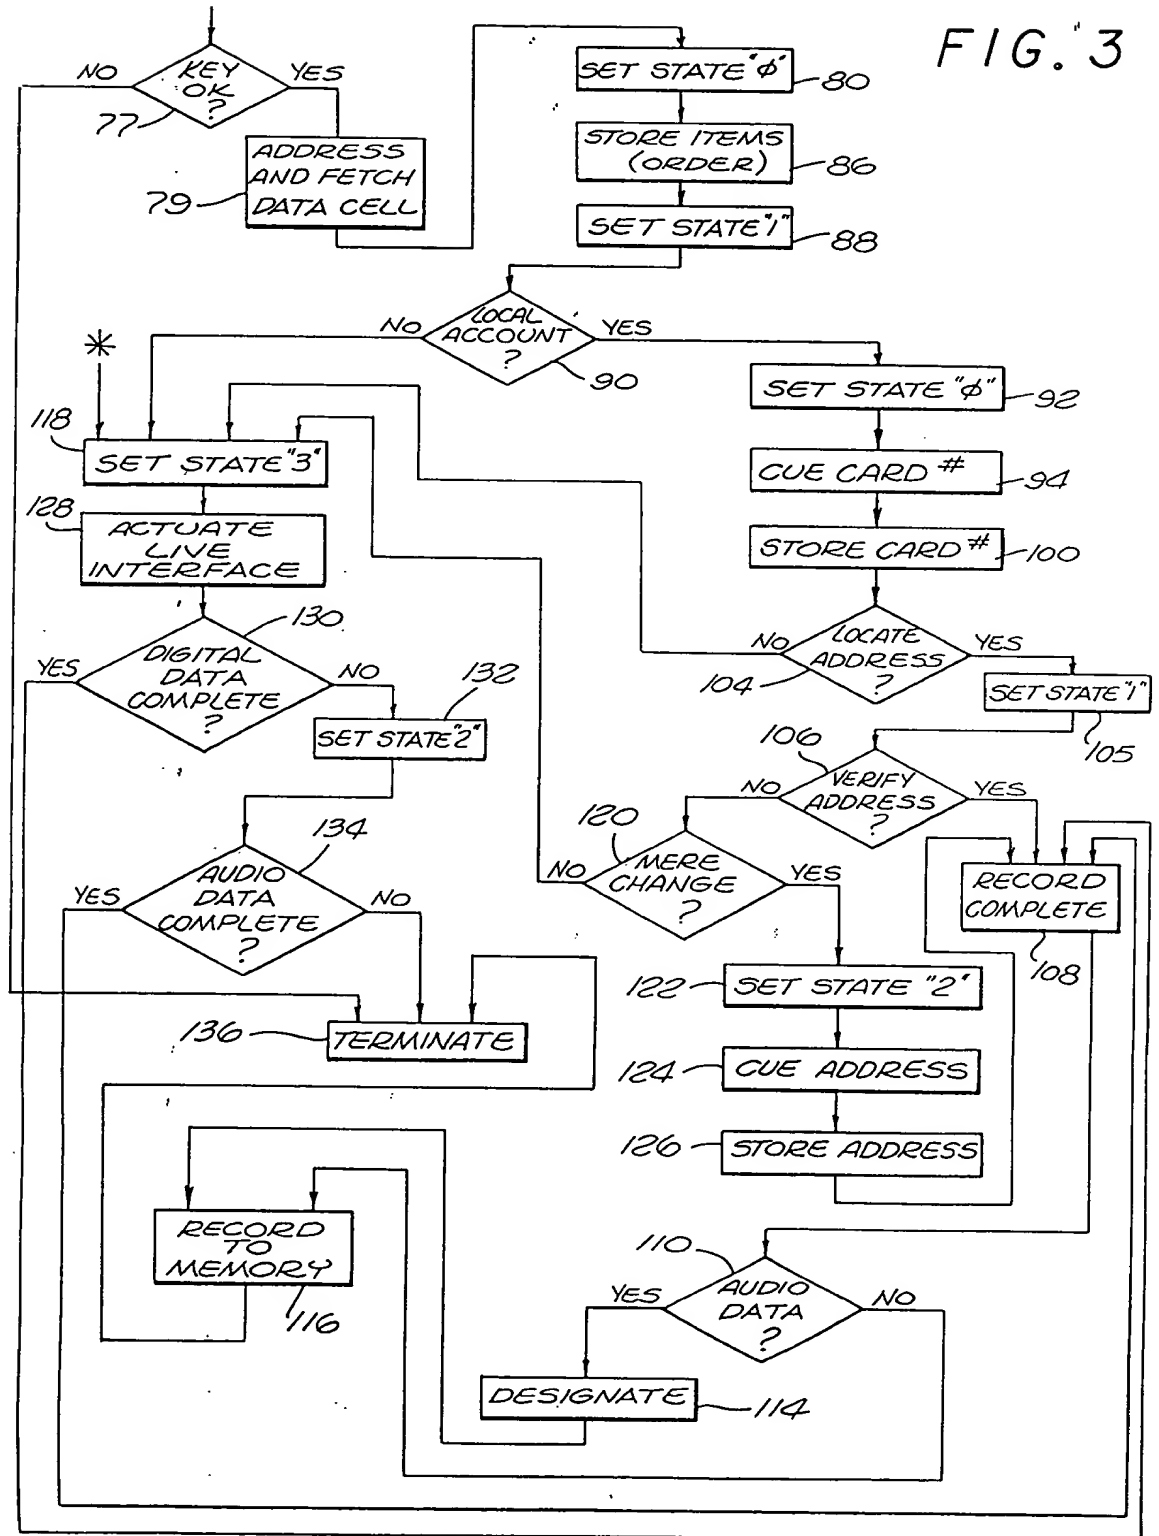 FIG. 3
NO
KEY
OK
?
YES
77
ADDRESS
AND FETCH
DATA CELL
79
SET STATE "ϕ"
80
STORE ITEMS
(ORDER)
86
SET STATE "1"
88
NO
LOCAL
ACCOUNT
?
YES
90
*
118
SET STATE "3"
SET STATE "ϕ"
92
CUE CARD #
94
STORE CARD #
100
128
ACTUATE
LIVE
INTERFACE
130
YES
DIGITAL
DATA
COMPLETE
?
NO
132
SET STATE "2"
NO
LOCATE
ADDRESS
?
YES
104
SET STATE "1"
105
106
NO
VERIFY
ADDRESS
?
YES
134
YES
AUDIO
DATA
COMPLETE
?
NO
120
NO
MERE
CHANGE
?
YES
RECORD
COMPLETE
108
122
SET STATE "2"
136
TERMINATE
124
CUE ADDRESS
126
STORE ADDRESS
RECORD
TO
MEMORY
116
110
YES
AUDIO
DATA
?
NO
DESIGNATE
114